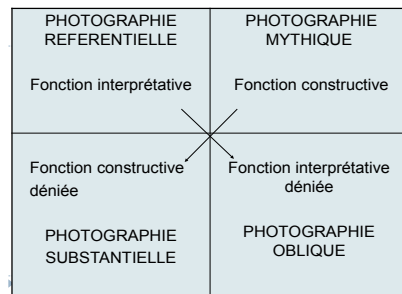 PHOTOGRAPHIE
REFERENTIELLE
Fonction interprétative
PHOTOGRAPHIE
MYTHIQUE
Fonction constructive
Fonction constructive
déniée
PHOTOGRAPHIE
SUBSTANTIELLE
Fonction interprétative
déniée
PHOTOGRAPHIE
OBLIQUE